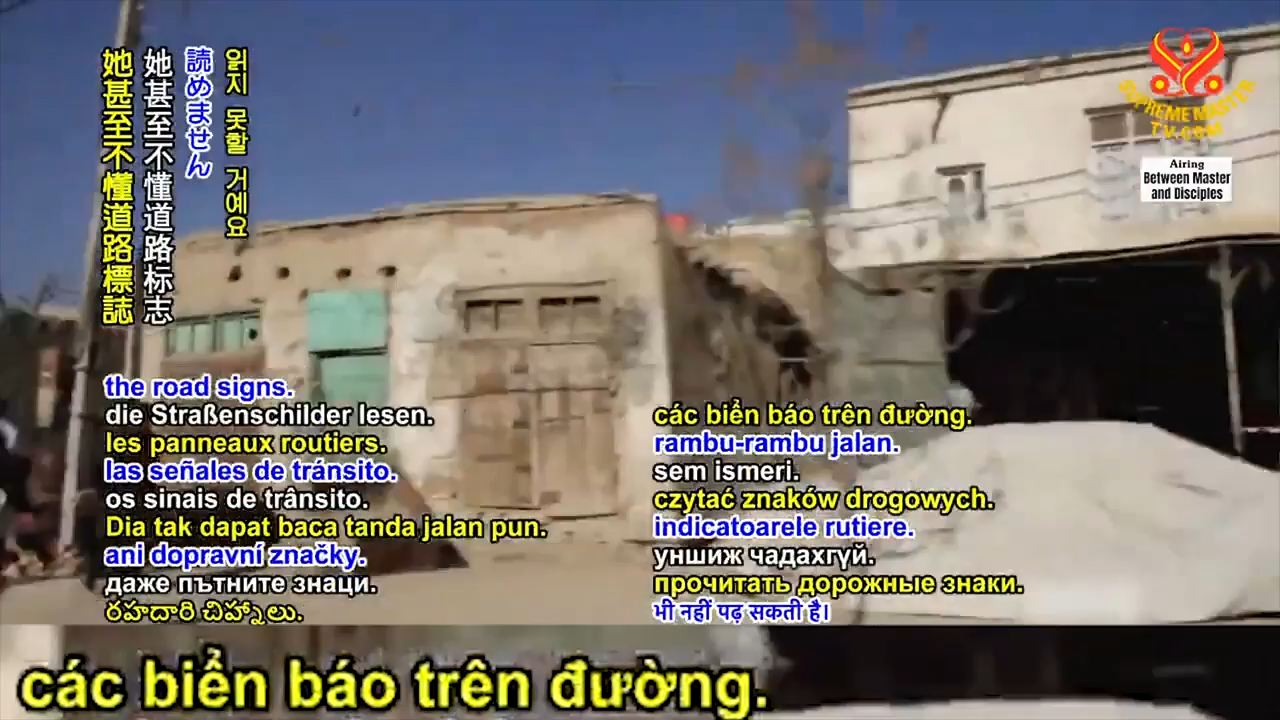 她甚至不懂道路標誌
她甚至不懂道路标志
読めません
읽지 못할 거예요
SUPREME MASTER
TV.COM
Airing
Between Master
and Disciples
the road signs.
die Straßenschilder lesen.
les panneaux routiers.
las señales de tránsito.
os sinais de trânsito.
Dia tak dapat baca tanda jalan pun.
ani dopravní značky.
даже пътните знаци.
రహదారి చిహ్నాలు.
các biển báo trên đường.
rambu-rambu jalan.
sem ismeri.
czytać znaków drogowych.
indicatoarele rutiere.
уншиж чадахгүй.
прочитать дорожные знаки.
भी नहीं पढ़ सकती है।
các biển báo trên đường.